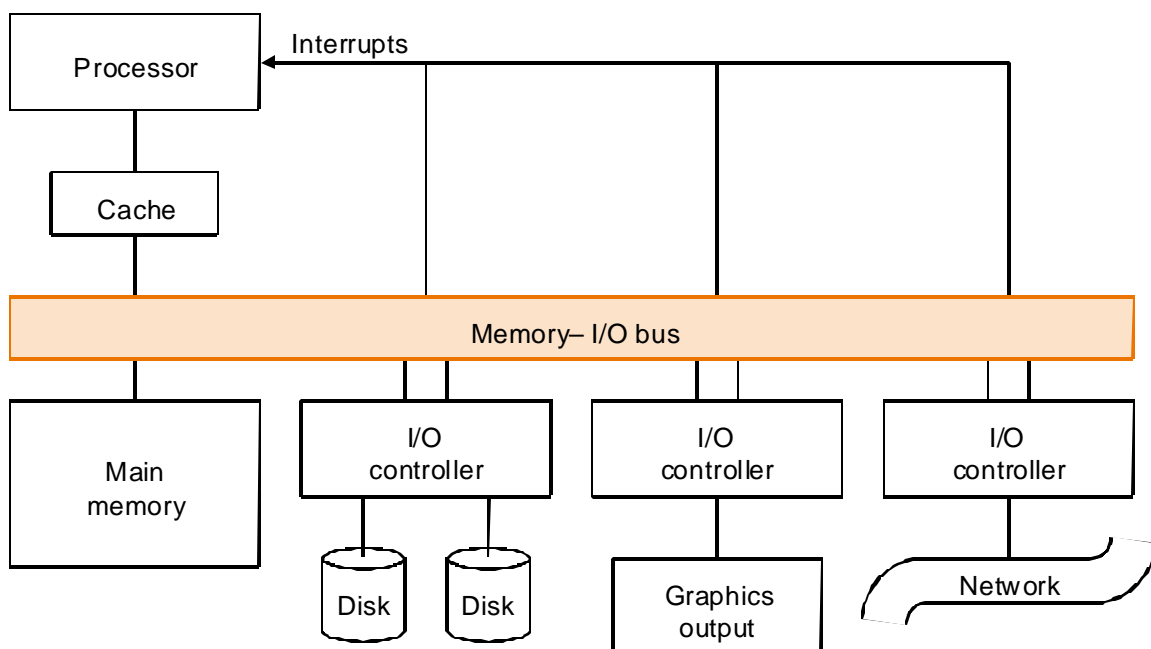 Interrupts
Processor
Cache
Memory– I/O bus
Main
memory
I/O
controller
I/O
controller
I/O
controller
Disk
Disk
Graphics
output
Network